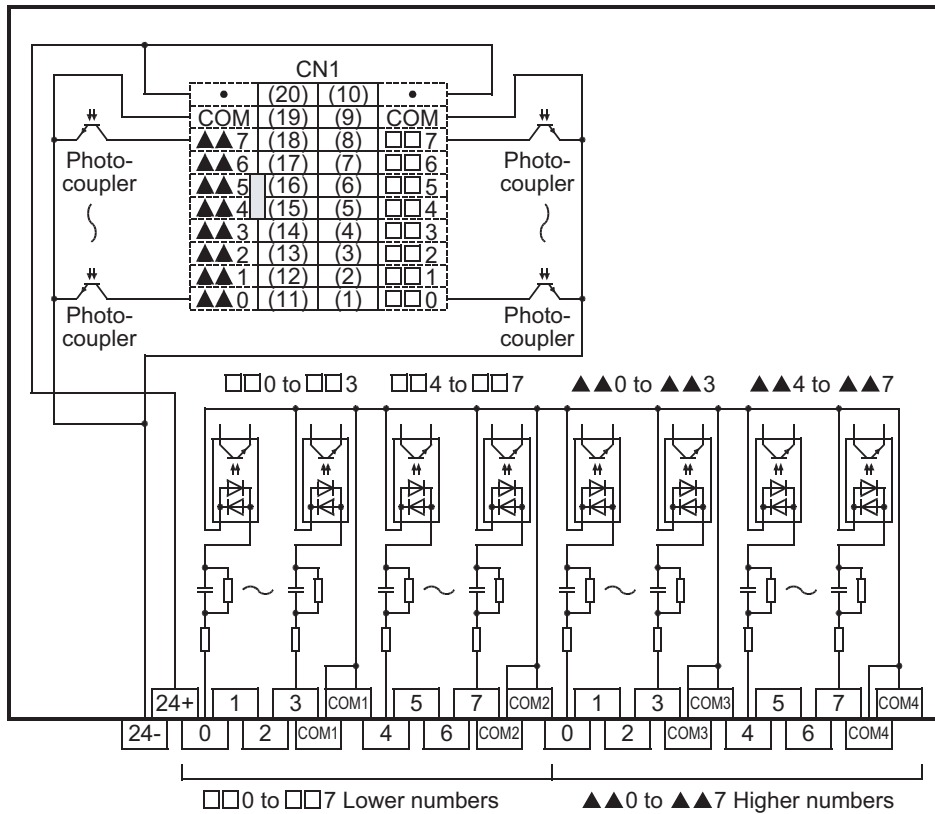 CN1
• (20) (10) •
COM (19) (9) COM
▲▲7 (18) (8) □□7
▲▲6 (17) (7) □□6
▲▲5 (16) (6) □□5
▲▲4 (15) (5) □□4
▲▲3 (14) (4) □□3
▲▲2 (13) (3) □□2
▲▲1 (12) (2) □□1
▲▲0 (11) (1) □□0
Photo-
coupler
Photo-
coupler
Photo-
coupler
Photo-
coupler
□□0 to □□3 □□4 to □□7 ▲▲0 to ▲▲3 ▲▲4 to ▲▲7
24+ 1 3 COM1 5 7 COM2 1 3 COM3 5 7 COM4
24- 0 2 COM1 4 6 COM2 0 2 COM3 4 6 COM4
□□0 to □□7 Lower numbers ▲▲0 to ▲▲7 Higher numbers